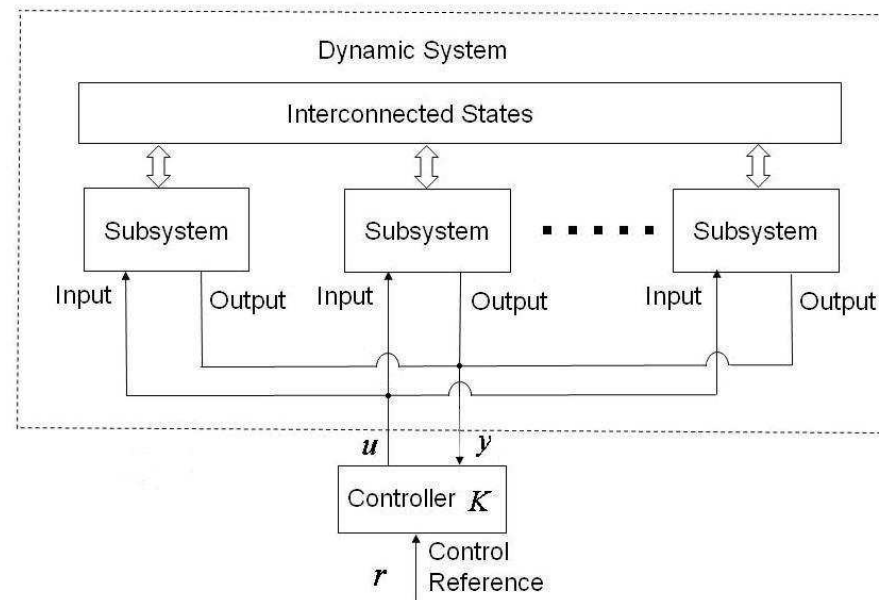 Dynamic System
Interconnected States
Subsystem
Subsystem
Subsystem
Input
Output
Input
Output
Input
Output
u
y
Controller K
r
Control
Reference